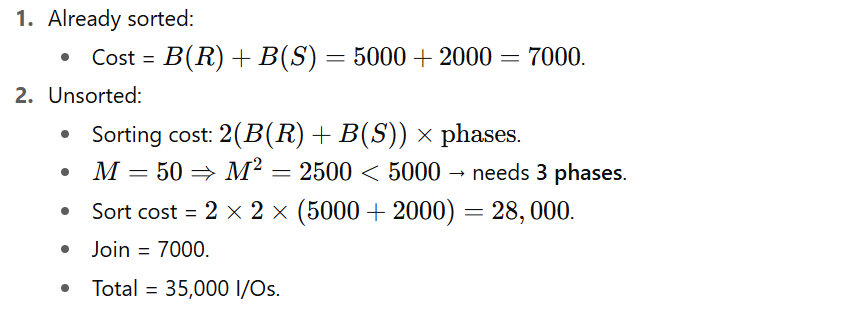 1. Already sorted:
• Cost = B(R) + B(S) = 5000 + 2000 = 7000.
2. Unsorted:
• Sorting cost: 2(B(R) + B(S)) × phases.
• M = 50 ⇒ M² = 2500 < 5000 → needs 3 phases.
• Sort cost = 2 × 2 × (5000 + 2000) = 28, 000.
• Join = 7000.
• Total = 35,000 I/Os.